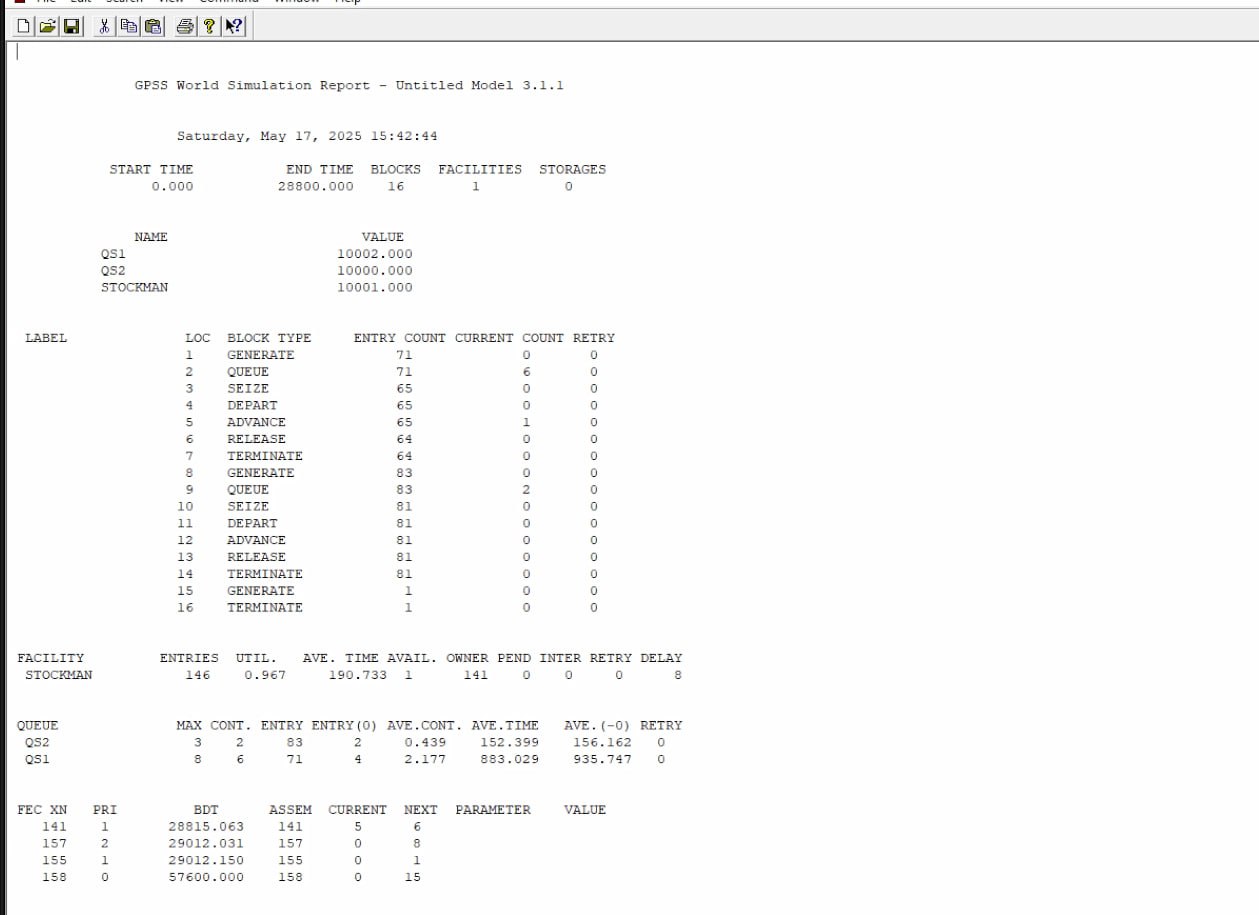 File Edit Search View Command Window Help
GPSS World Simulation Report - Untitled Model 3.1.1
Saturday, May 17, 2025 15:42:44
START TIME END TIME BLOCKS FACILITIES STORAGES
0.000 28800.000 16 1 0
NAME VALUE
QS1 10002.000
QS2 10000.000
STOCKMAN 10001.000
LABEL LOC BLOCK TYPE ENTRY COUNT CURRENT COUNT RETRY
1 GENERATE 71 0 0
2 QUEUE 71 6 0
3 SEIZE 65 0 0
4 DEPART 65 0 0
5 ADVANCE 65 1 0
6 RELEASE 64 0 0
7 TERMINATE 64 0 0
8 GENERATE 83 0 0
9 QUEUE 83 2 0
10 SEIZE 81 0 0
11 DEPART 81 0 0
12 ADVANCE 81 0 0
13 RELEASE 81 0 0
14 TERMINATE 81 0 0
15 GENERATE 1 0 0
16 TERMINATE 1 0 0
FACILITY ENTRIES UTIL. AVE. TIME AVAIL. OWNER PEND INTER RETRY DELAY
STOCKMAN 146 0.967 190.733 1 141 0 0 0 8
QUEUE MAX CONT. ENTRY ENTRY(0) AVE.CONT. AVE.TIME AVE.(-0) RETRY
QS2 3 2 83 2 0.439 152.399 156.162 0
QS1 8 6 71 4 2.177 883.029 935.747 0
FEC XN PRI BDT ASSEM CURRENT NEXT PARAMETER VALUE
141 1 28815.063 141 5 6
157 2 29012.031 157 0 8
155 1 29012.150 155 0 1
158 0 57600.000 158 0 15